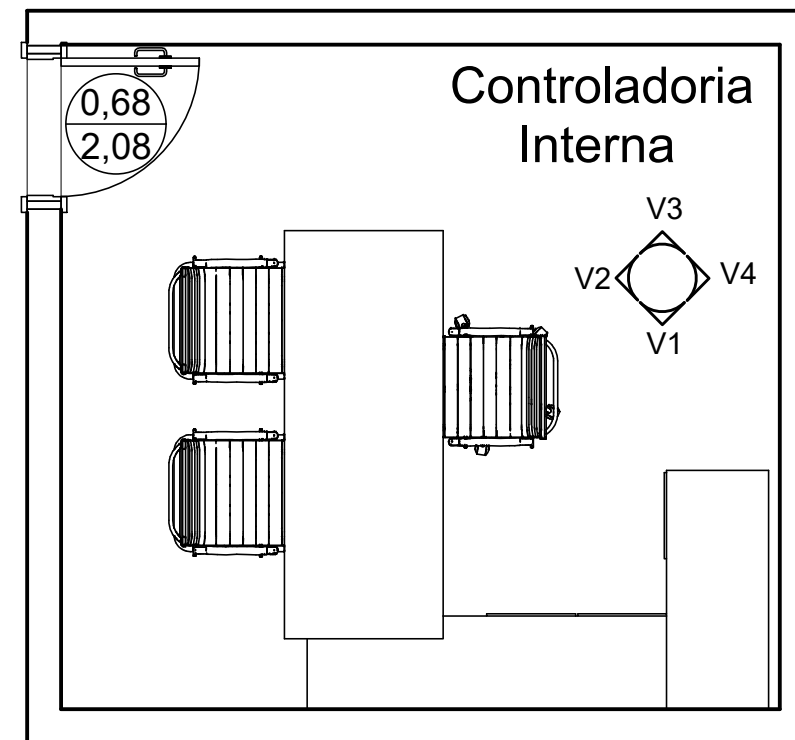 0,68
2,08
Controladoria
Interna
V3
V2
V4
V1